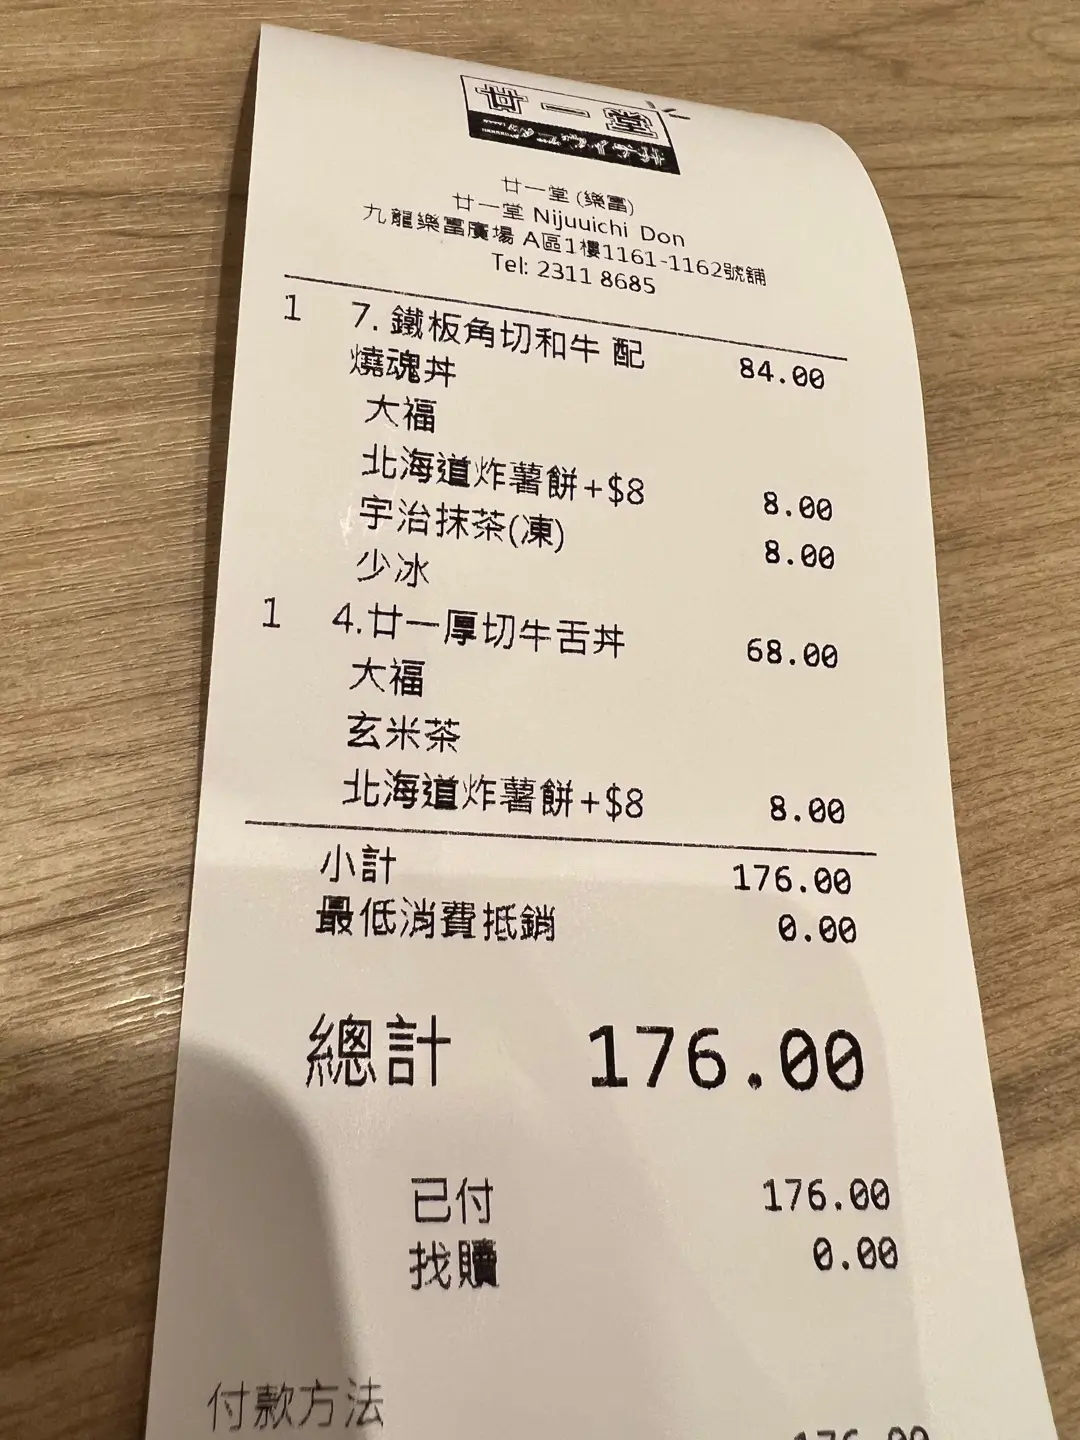 廿一堂
廿一堂 (樂富)
廿一堂 Nijuuichi Don
九龍樂富廣場 A區1樓1161-1162號舖
Tel: 2311 8685
1 7. 鐵板角切和牛 配 84.00
燒魂丼
大福
北海道炸薯餅+$8 8.00
宇治抹茶(凍) 8.00
少冰
1 4.廿一厚切牛舌丼 68.00
大福
玄米茶
北海道炸薯餅+$8 8.00
小計 176.00
最低消費抵銷 0.00
總計 176.00
已付 176.00
找贖 0.00
付款方法
176.00